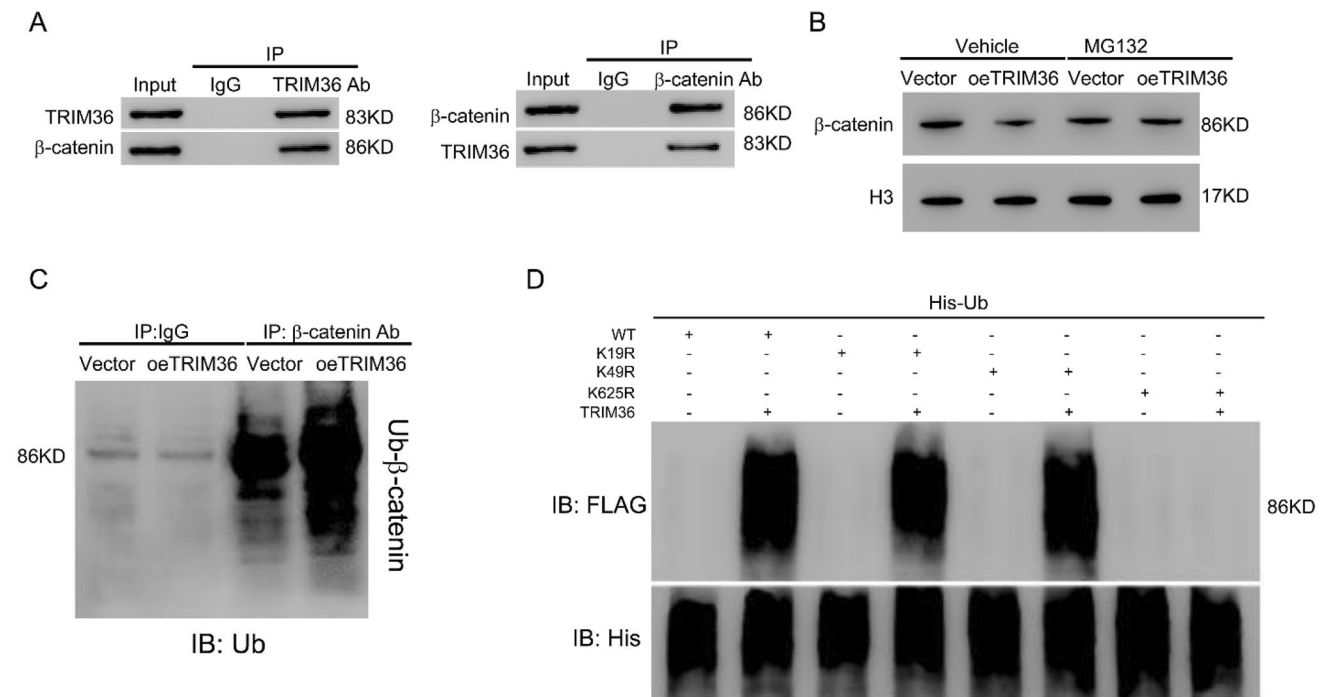 A
IP
Input IgG TRIM36 Ab
TRIM36 83KD
β-catenin 86KD
IP
Input IgG β-catenin Ab
β-catenin 86KD
TRIM36 83KD
B
Vehicle MG132
Vector oeTRIM36 Vector oeTRIM36
β-catenin 86KD
H3 17KD
C
IP:IgG IP: β-catenin Ab
Vector oeTRIM36 Vector oeTRIM36
86KD
Ub-β-catenin
IB: Ub
D
His-Ub
WT + + - - - - - -
K19R - - + + - - - -
K49R - - - - + + - -
K625R - - - - - - + +
TRIM36 - + - + - + - +
IB: FLAG 86KD
IB: His